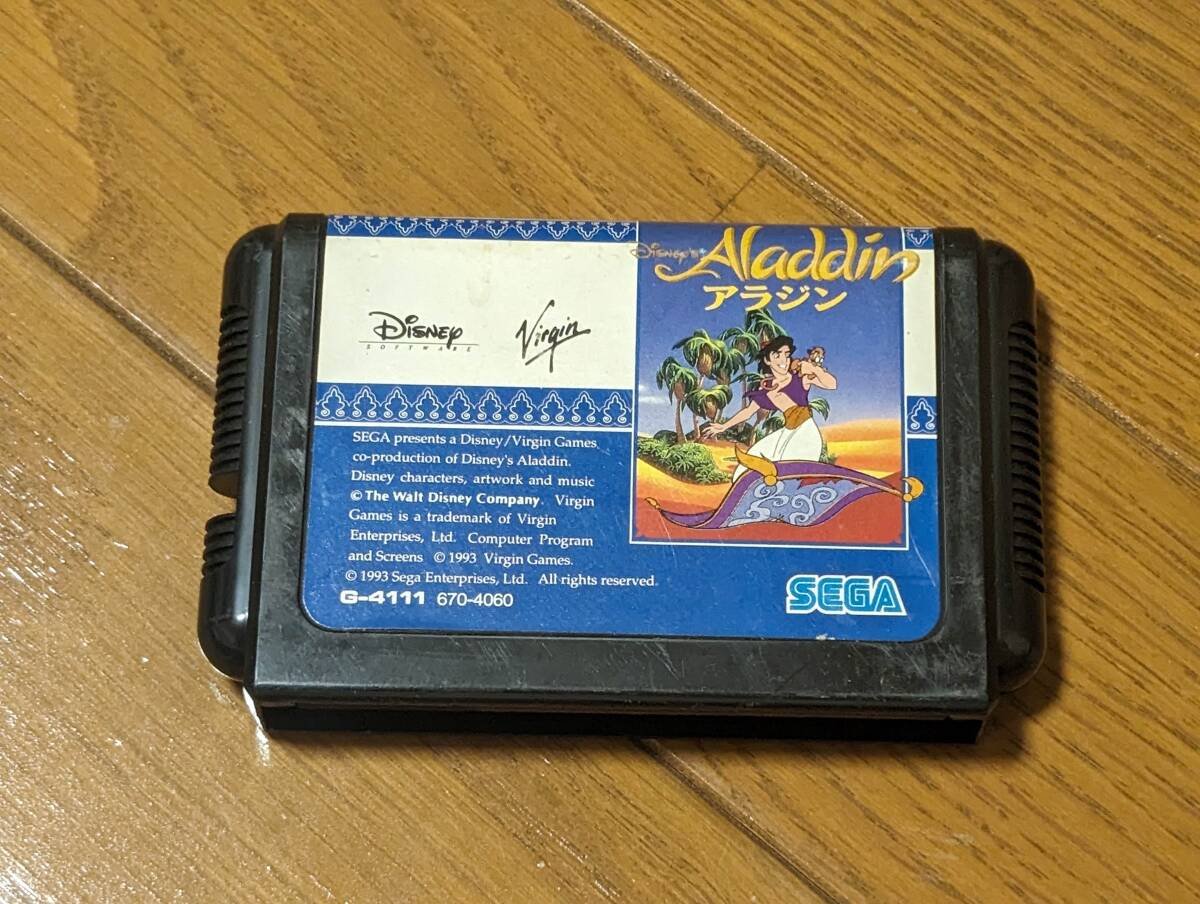 Disney's Aladdin
アラジン
Disney
SOFTWARE
Virgin
SEGA presents a Disney/Virgin Games
co-production of Disney's Aladdin.
Disney characters, artwork and music
© The Walt Disney Company. Virgin
Games is a trademark of Virgin
Enterprises, Ltd. Computer Program
and Screens © 1993 Virgin Games.
© 1993 Sega Enterprises, Ltd. All rights reserved.
G-4111 670-4060
SEGA